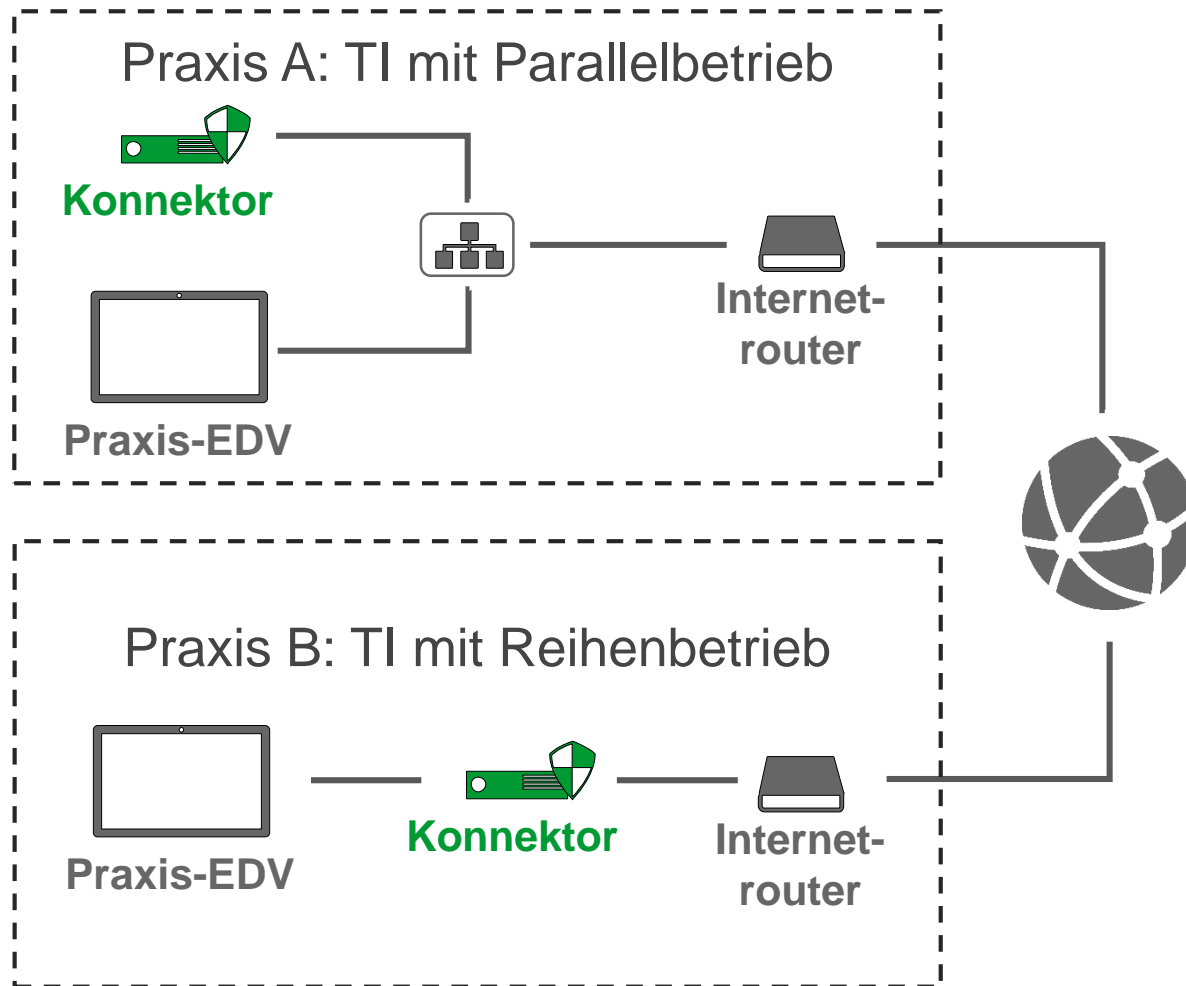 Praxis A: TI mit Parallelbetrieb
Konnektor
Internet-
router
Praxis-EDV
Praxis B: TI mit Reihenbetrieb
Praxis-EDV
Konnektor
Internet-
router